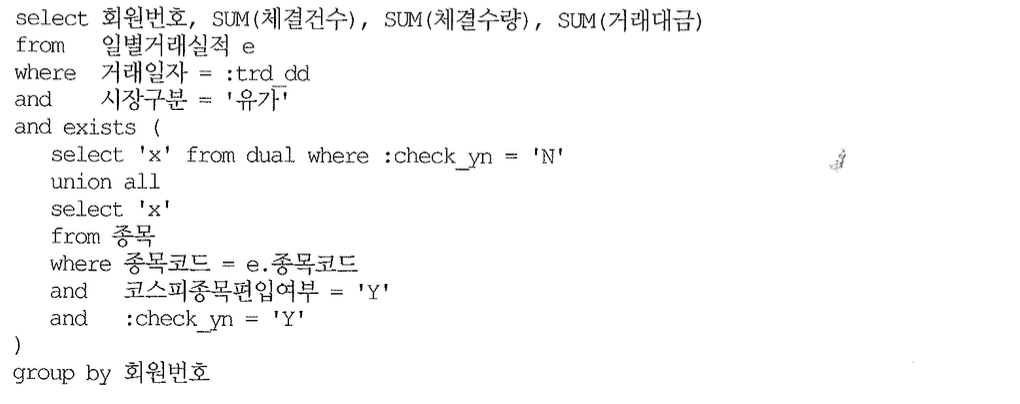 select 회원번호, SUM(체결건수), SUM(체결수량), SUM(거래대금)
from 일별거래실적 e
where 거래일자 = :trd_dd
and 시장구분 = '유가'
and exists (
select 'x' from dual where :check_yn = 'N'
union all
select 'x'
from 종목
where 종목코드 = e.종목코드
and 코스피종목편입여부 = 'Y'
and :check_yn = 'Y'
)
group by 회원번호